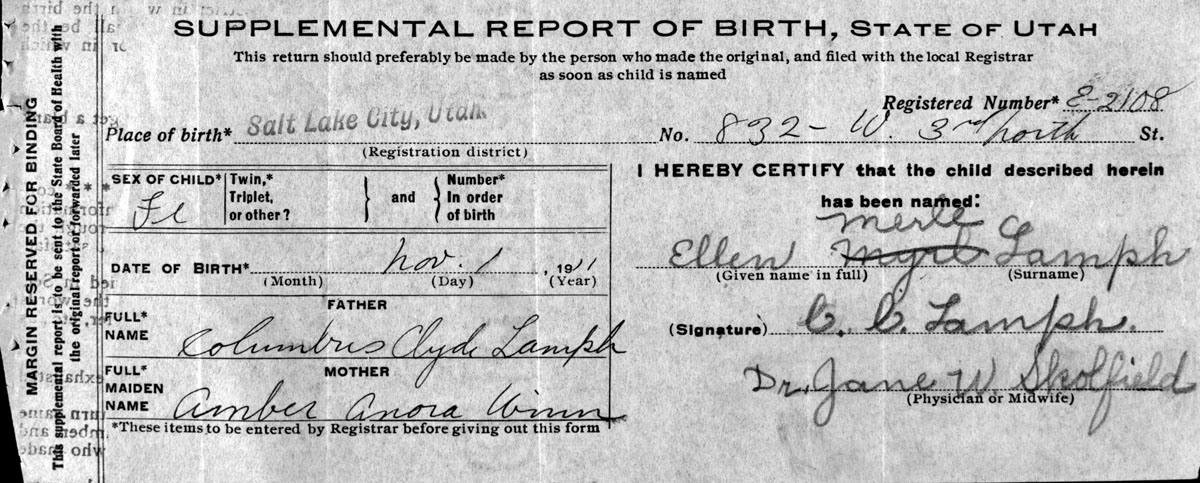 SUPPLEMENTAL REPORT OF BIRTH, STATE OF UTAH
This return should preferably be made by the person who made the original, and filed with the local Registrar
as soon as child is named
Registered Number* E-2108
Place of birth* Salt Lake City, Utah. No. 832- W. 3rd north St.
(Registration district)
MARGIN RESERVED FOR BINDING
This supplemental report is to be sent to the State Board of Health with
the original report or forwarded later
SEX OF CHILD* Fe
Twin,* Triplet, or other? } and { Number* In order of birth
DATE OF BIRTH* Nov. 1, 1911
(Month) (Day) (Year)
FATHER
FULL* NAME Columbus Clyde Lamph
MOTHER
FULL* MAIDEN NAME Amber Anora Winn
*These items to be entered by Registrar before giving out this form
I HEREBY CERTIFY that the child described herein
has been named:
Merle
Ellen Myrl Lamph
(Given name in full) (Surname)
(Signature) C. C. Lamph.
Dr. Jane W Skolfield
(Physician or Midwife)